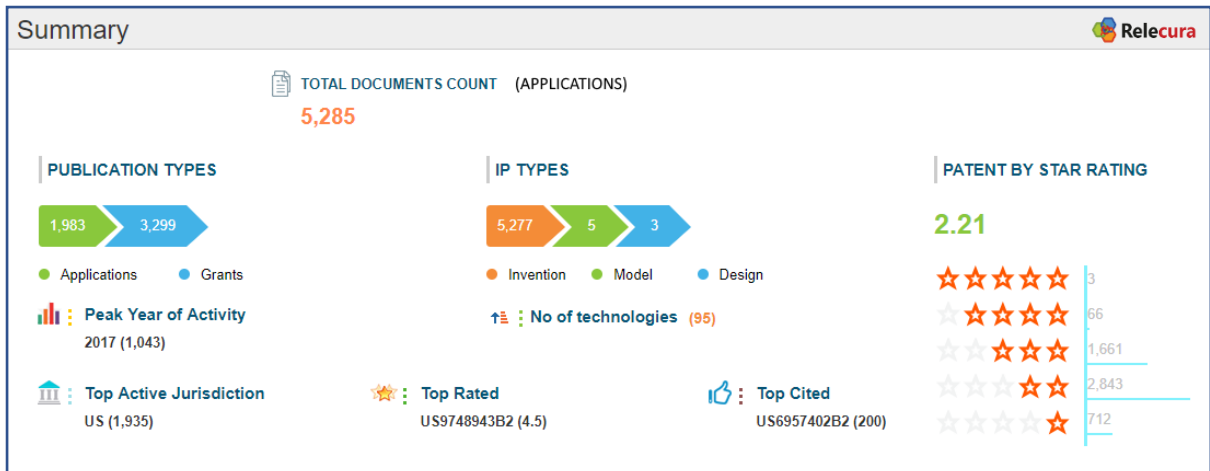 Summary
Relecura
TOTAL DOCUMENTS COUNT (APPLICATIONS)
5,285
PUBLICATION TYPES
1,983 3,299
Applications Grants
Peak Year of Activity
2017 (1,043)
IP TYPES
5,277 5 3
Invention Model Design
No of technologies (95)
Top Active Jurisdiction
US (1,935)
Top Rated
US9748943B2 (4.5)
Top Cited
US6957402B2 (200)
PATENT BY STAR RATING
2.21
3
66
1,661
2,843
712